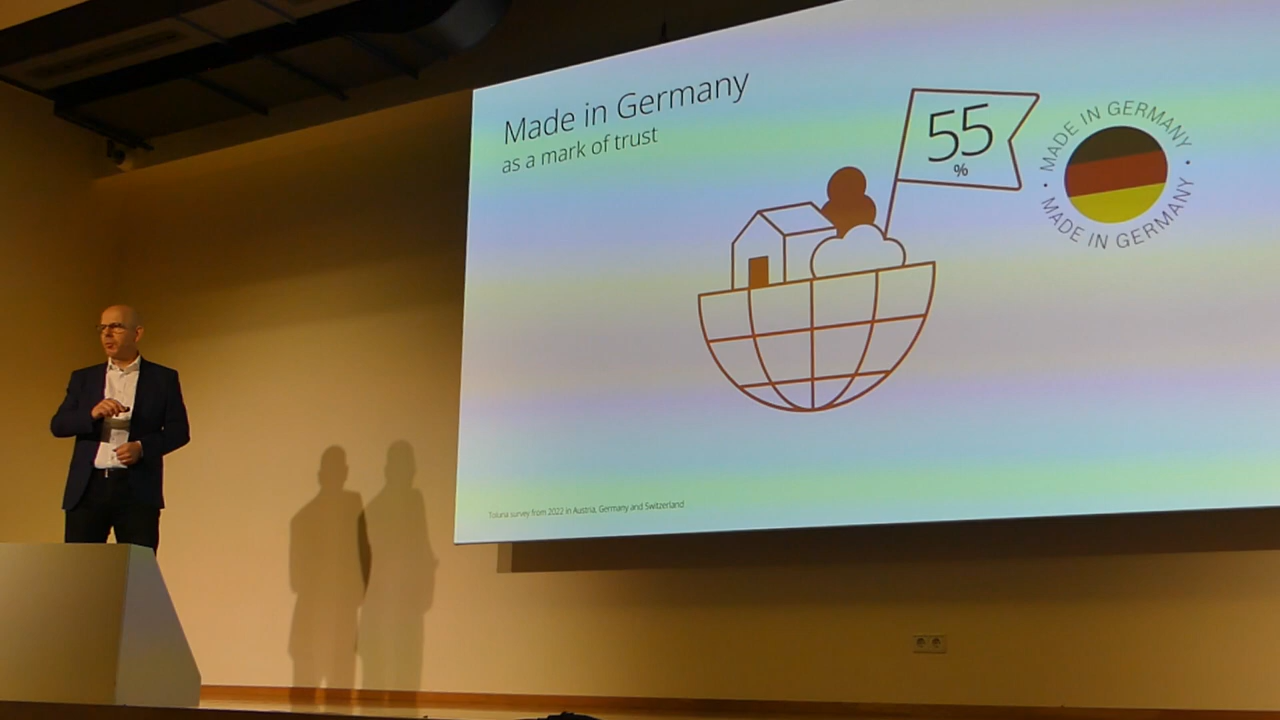 Made in Germany
as a mark of trust
55
%
MADE IN GERMANY
MADE IN GERMANY
Toluna survey from 2022 in Austria, Germany and Switzerland